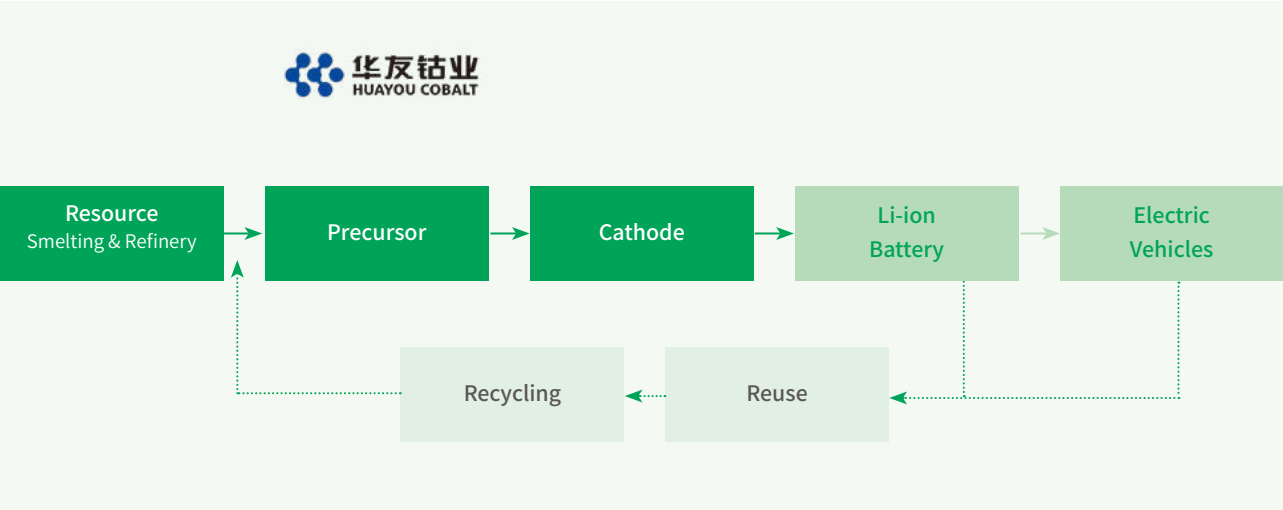 华友钴业
HUAYOU COBALT
Resource
Smelting & Refinery
Precursor
Cathode
Li-ion
Battery
Electric
Vehicles
Recycling
Reuse